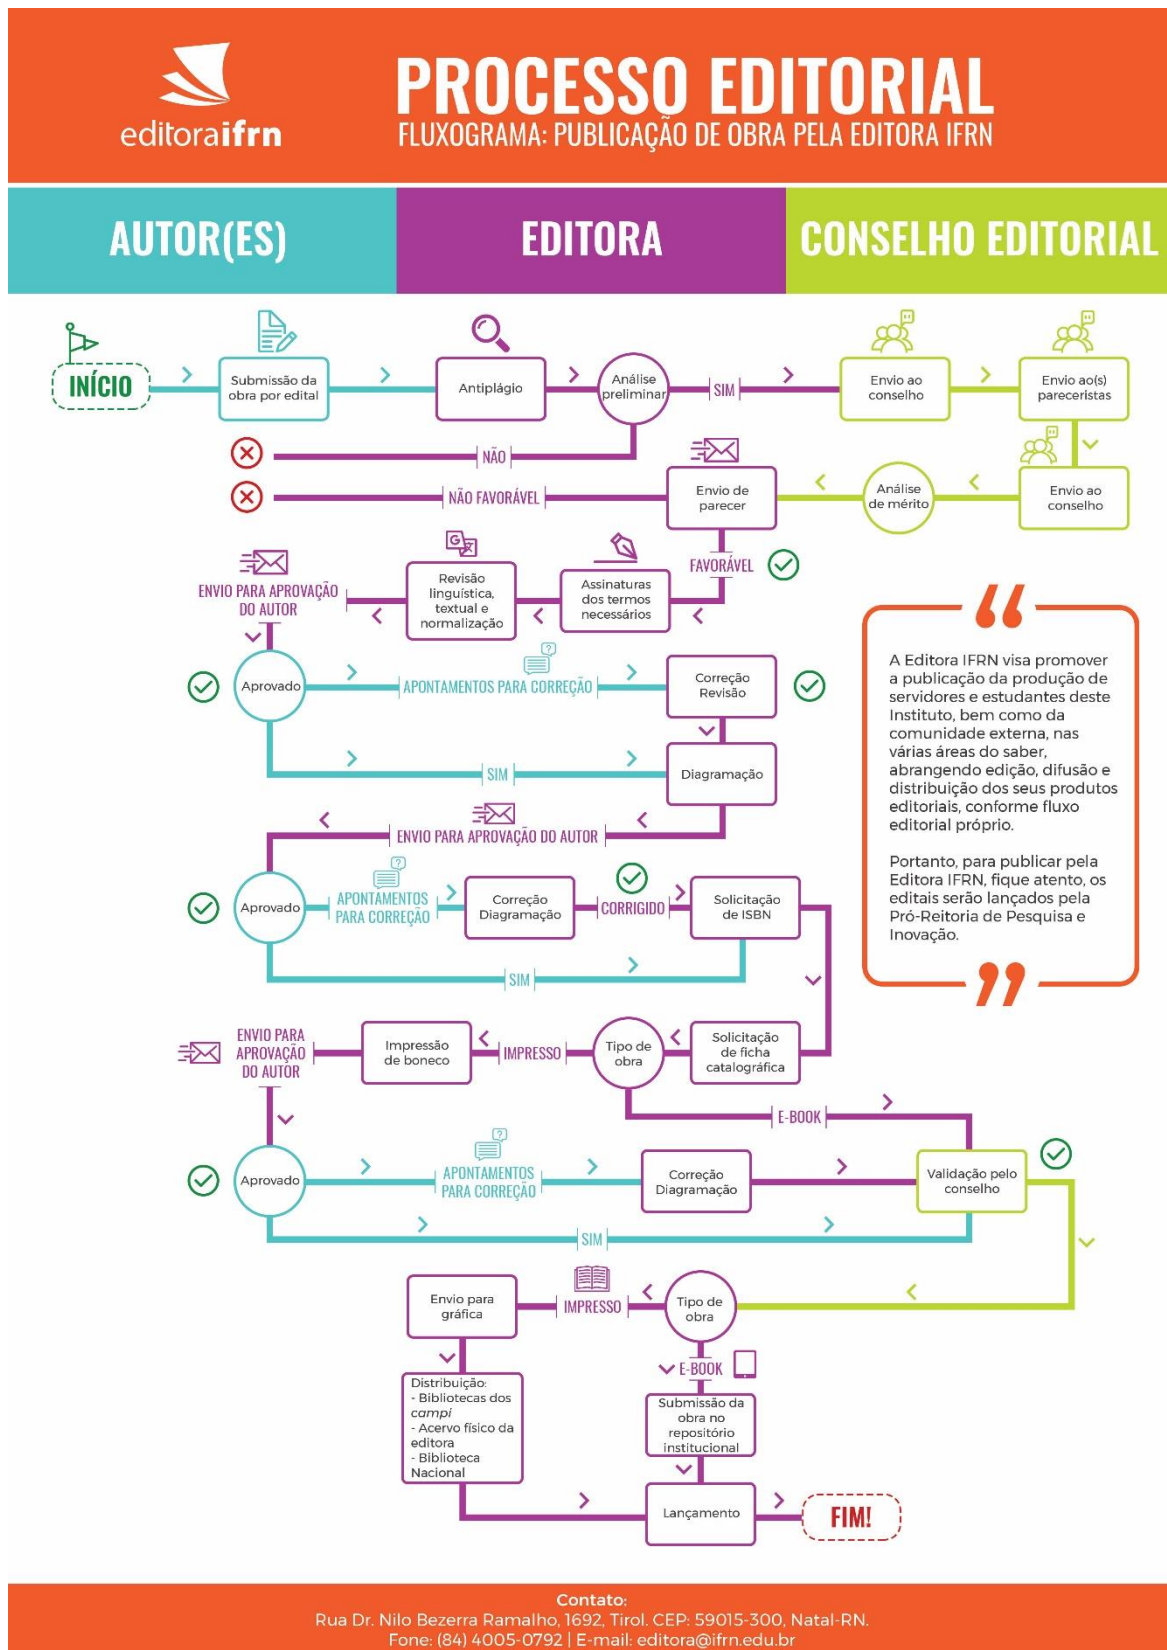 editoraifrn
PROCESSO EDITORIAL
FLUXOGRAMA: PUBLICAÇÃO DE OBRA PELA EDITORA IFRN
AUTOR(ES)
EDITORA
CONSELHO EDITORIAL
INÍCIO
Submissão da
obra por edital
Antiplágio
Análise
preliminar
SIM
Envio ao
conselho
Envio ao(s)
pareceristas
NÃO
NÃO FAVORÁVEL
Envio de
parecer
Análise
de mérito
Envio ao
conselho
FAVORÁVEL
Assinaturas
dos termos
necessários
Revisão
linguística,
textual e
normalização
ENVIO PARA APROVAÇÃO
DO AUTOR
Aprovado
APONTAMENTOS PARA CORREÇÃO
Correção
Revisão
SIM
Diagramação
ENVIO PARA APROVAÇÃO DO AUTOR
Aprovado
APONTAMENTOS
PARA CORREÇÃO
Correção
Diagramação
CORRIGIDO
Solicitação
de ISBN
SIM
“
A Editora IFRN visa promover
a publicação da produção de
servidores e estudantes deste
Instituto, bem como da
comunidade externa, nas
várias áreas do saber,
abrangendo edição, difusão e
distribuição dos seus produtos
editoriais, conforme fluxo
editorial próprio.
Portanto, para publicar pela
Editora IFRN, fique atento, os
editais serão lançados pela
Pró-Reitoria de Pesquisa e
Inovação.
”
Solicitação
de ficha
catalográfica
Tipo de
obra
IMPRESSO
Impressão
de boneco
ENVIO PARA
APROVAÇÃO
DO AUTOR
E-BOOK
Aprovado
APONTAMENTOS
PARA CORREÇÃO
Correção
Diagramação
Validação pelo
conselho
SIM
Tipo de
obra
IMPRESSO
Envio para
gráfica
E-BOOK
Distribuição:
- Bibliotecas dos
campi
- Acervo físico da
editora
- Biblioteca
Nacional
Submissão da
obra no
repositório
institucional
Lançamento
FIM!
Contato:
Rua Dr. Nilo Bezerra Ramalho, 1692, Tirol. CEP: 59015-300, Natal-RN.
Fone: (84) 4005-0792 | E-mail: editora@ifrn.edu.br